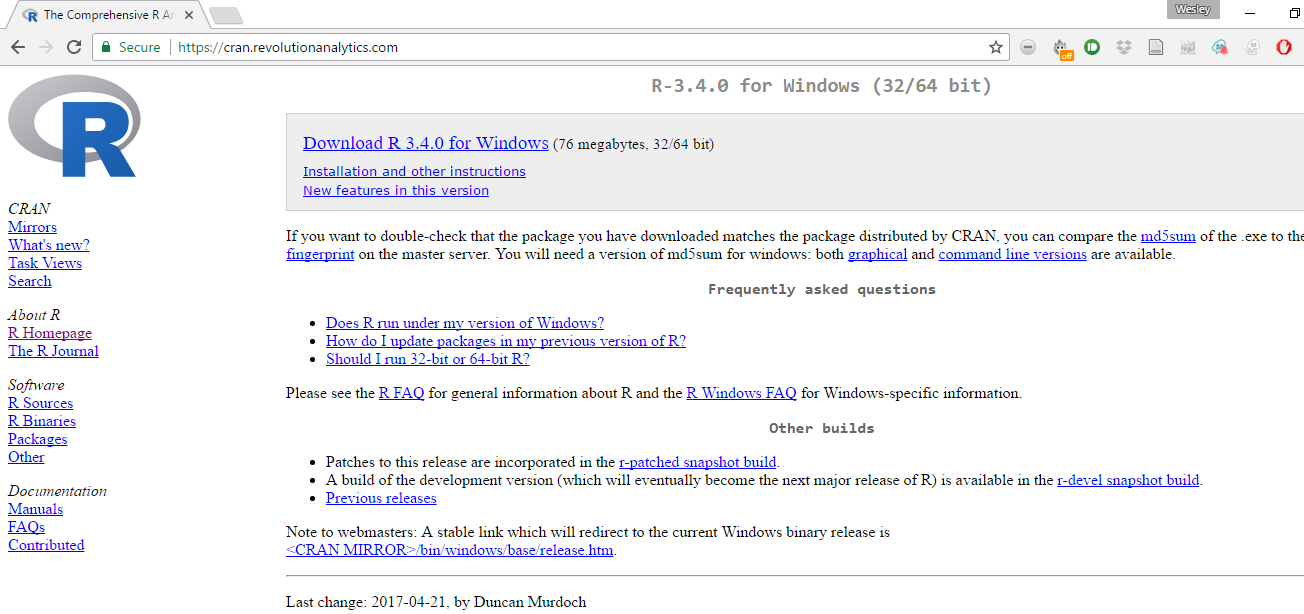 The Comprehensive R Ar
Wesley
Secure
https://cran.revolutionanalytics.com
off
R
CRAN
Mirrors
What's new?
Task Views
Search
About R
R Homepage
The R Journal
Software
R Sources
R Binaries
Packages
Other
Documentation
Manuals
FAQs
Contributed
R-3.4.0 for Windows (32/64 bit)
Download R 3.4.0 for Windows (76 megabytes, 32/64 bit)
Installation and other instructions
New features in this version
If you want to double-check that the package you have downloaded matches the package distributed by CRAN, you can compare the md5sum of the .exe to the
fingerprint on the master server. You will need a version of md5sum for windows: both graphical and command line versions are available.
Frequently asked questions
Does R run under my version of Windows?
How do I update packages in my previous version of R?
Should I run 32-bit or 64-bit R?
Please see the R FAQ for general information about R and the R Windows FAQ for Windows-specific information.
Other builds
Patches to this release are incorporated in the r-patched snapshot build.
A build of the development version (which will eventually become the next major release of R) is available in the r-devel snapshot build.
Previous releases
Note to webmasters: A stable link which will redirect to the current Windows binary release is
<CRAN MIRROR>/bin/windows/base/release.htm.
Last change: 2017-04-21, by Duncan Murdoch